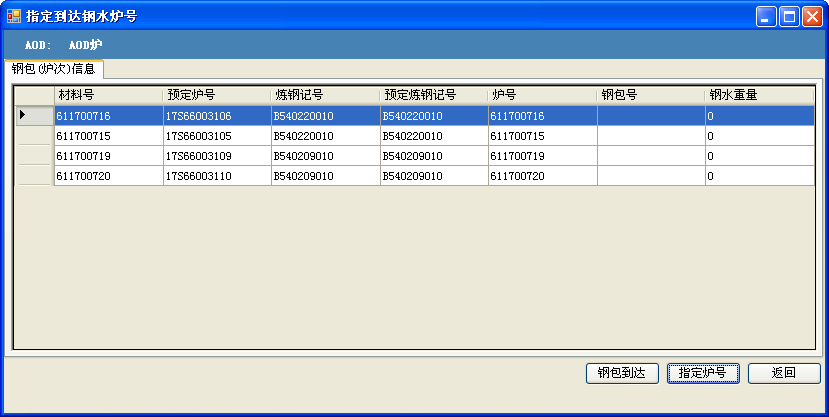 指定到达钢水炉号
AOD: AOD炉
钢包(炉次)信息
材料号 预定炉号 炼钢记号 预定炼钢记号 炉号 钢包号 钢水重量
611700716 17S66003106 B540220010 B540220010 611700716 0
611700715 17S66003105 B540220010 B540220010 611700715 0
611700719 17S66003109 B540209010 B540209010 611700719 0
611700720 17S66003110 B540209010 B540209010 611700720 0
钢包到达 指定炉号 返回